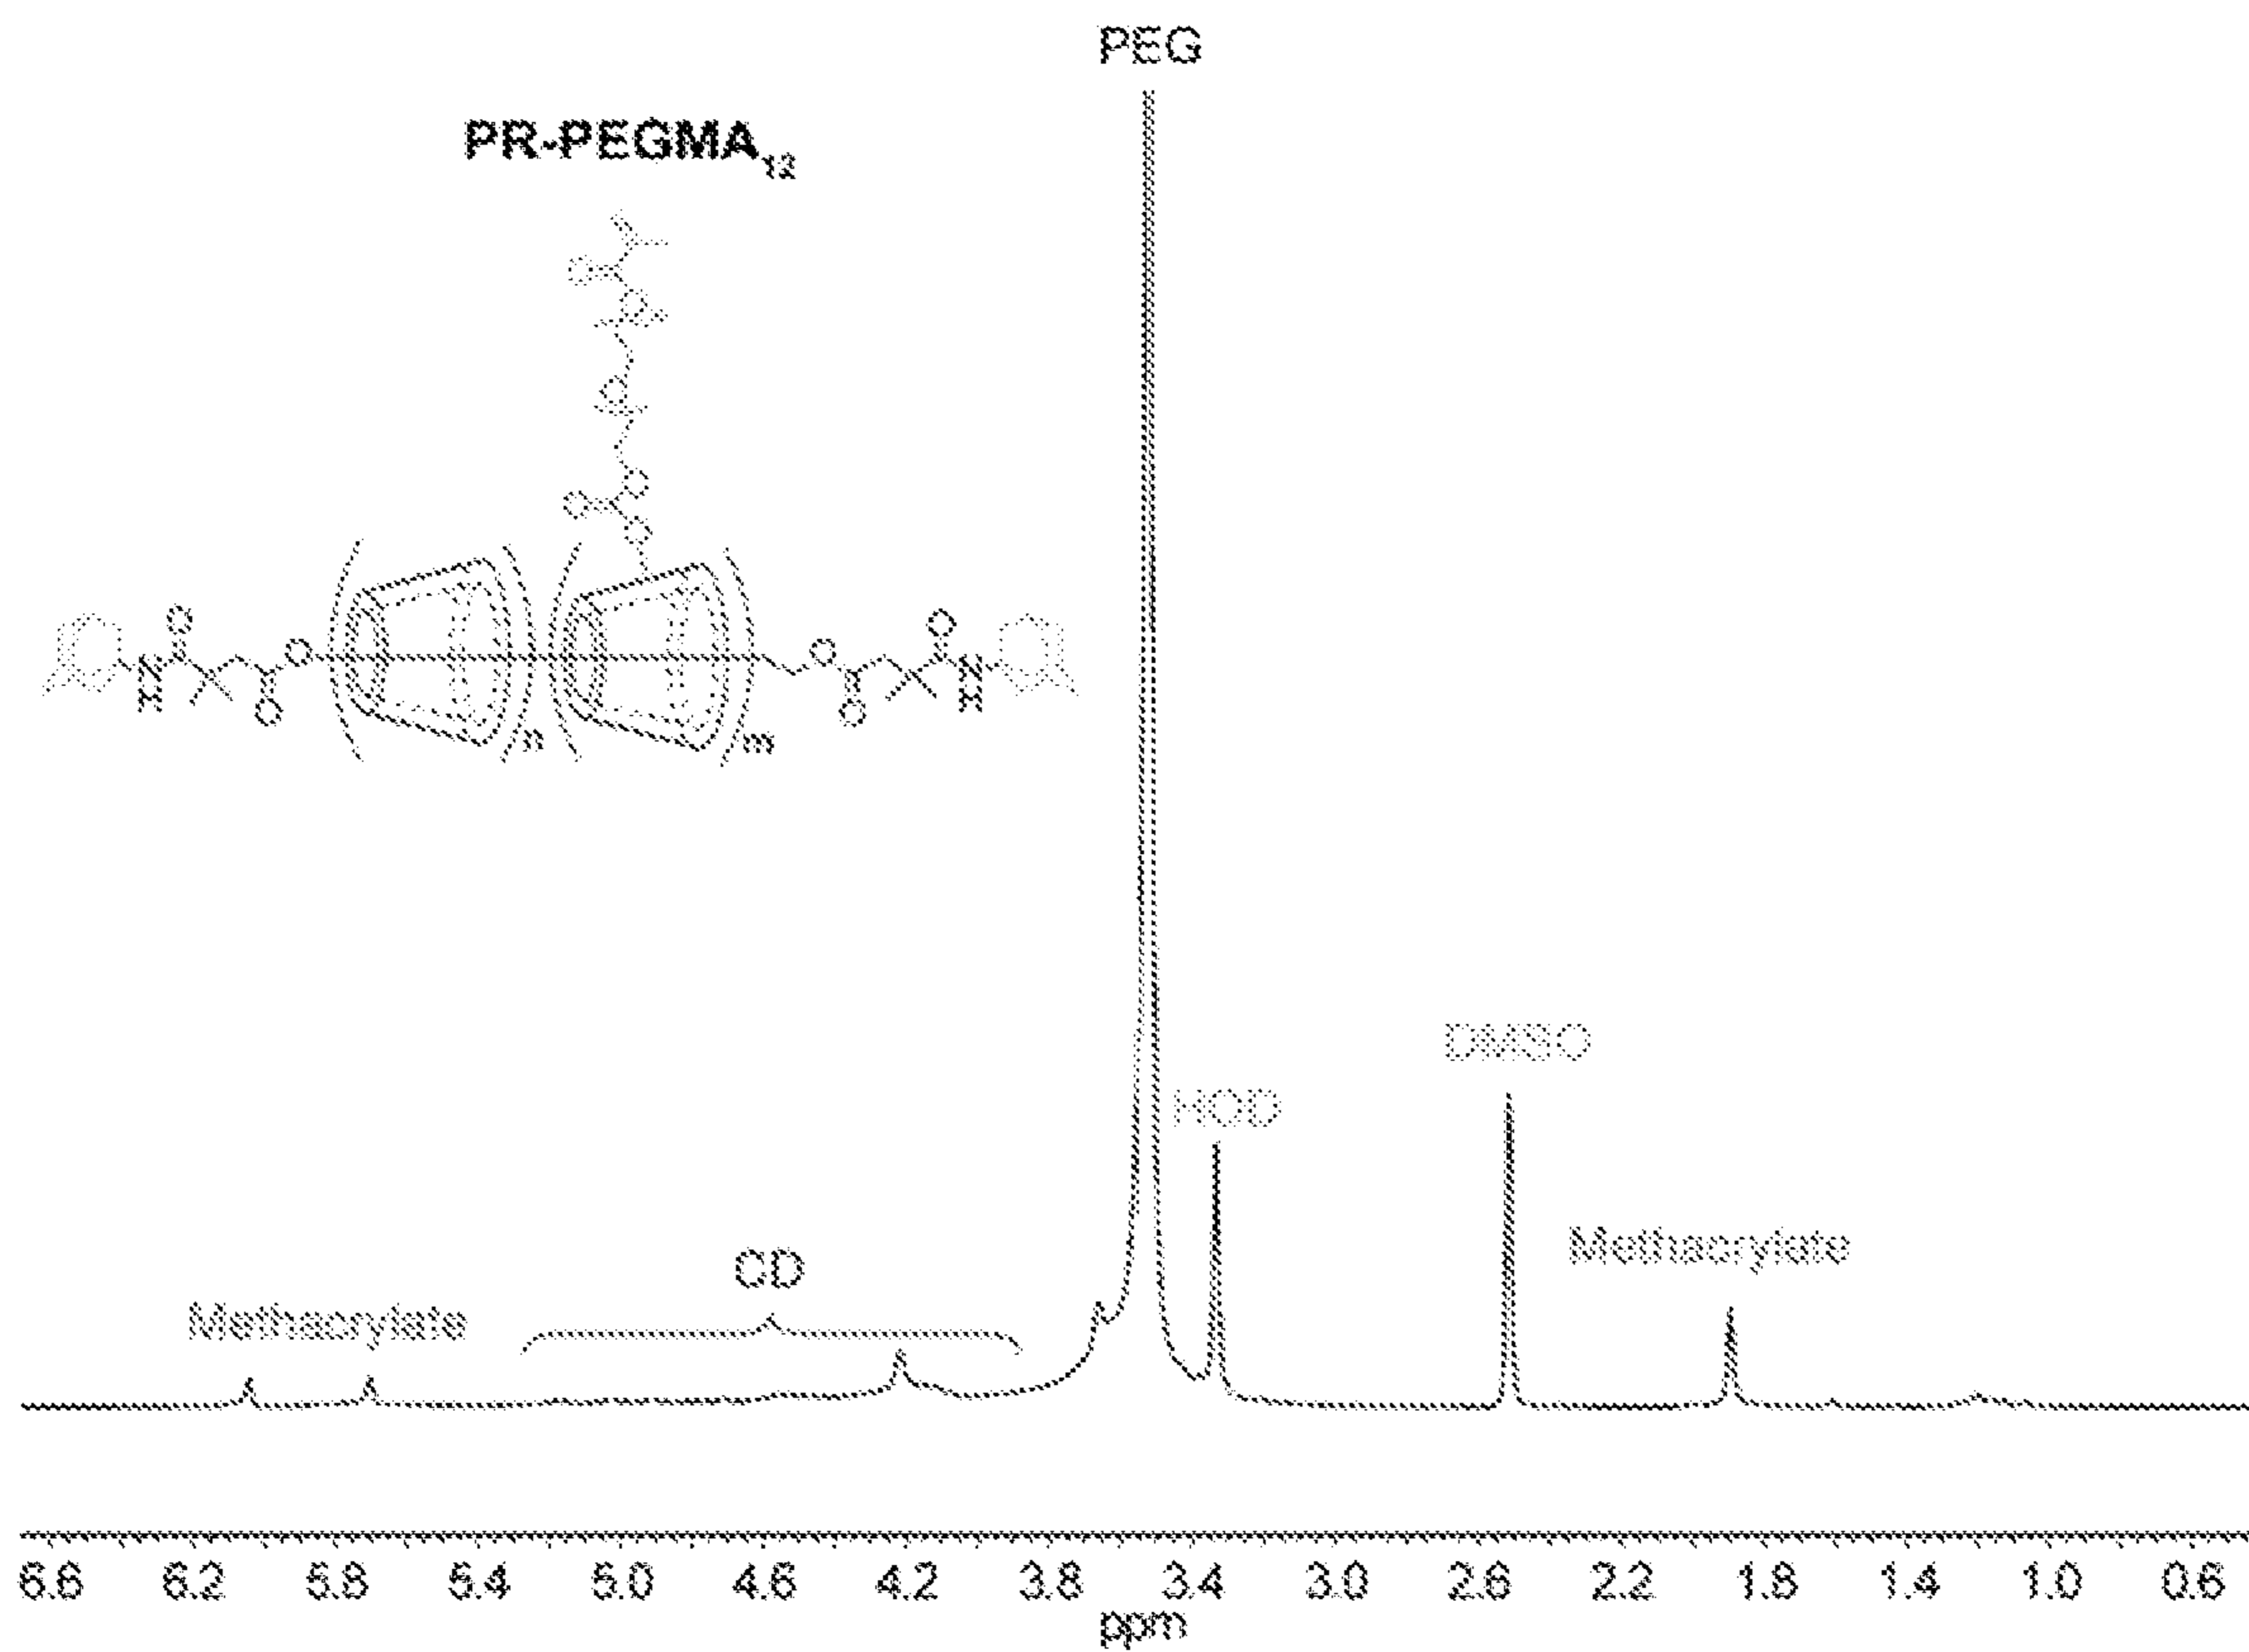 PEG
PR-PEGMA₁₂
O
O
O
O
O
O
O
O
O
O
O
O
N
H
N
H
n
m
DMSO
HOD
Methacrylate
CD
Methacrylate
6.6 6.2 5.8 5.4 5.0 4.6 4.2 3.8 3.4 3.0 2.6 2.2 1.8 1.4 1.0 0.6
ppm